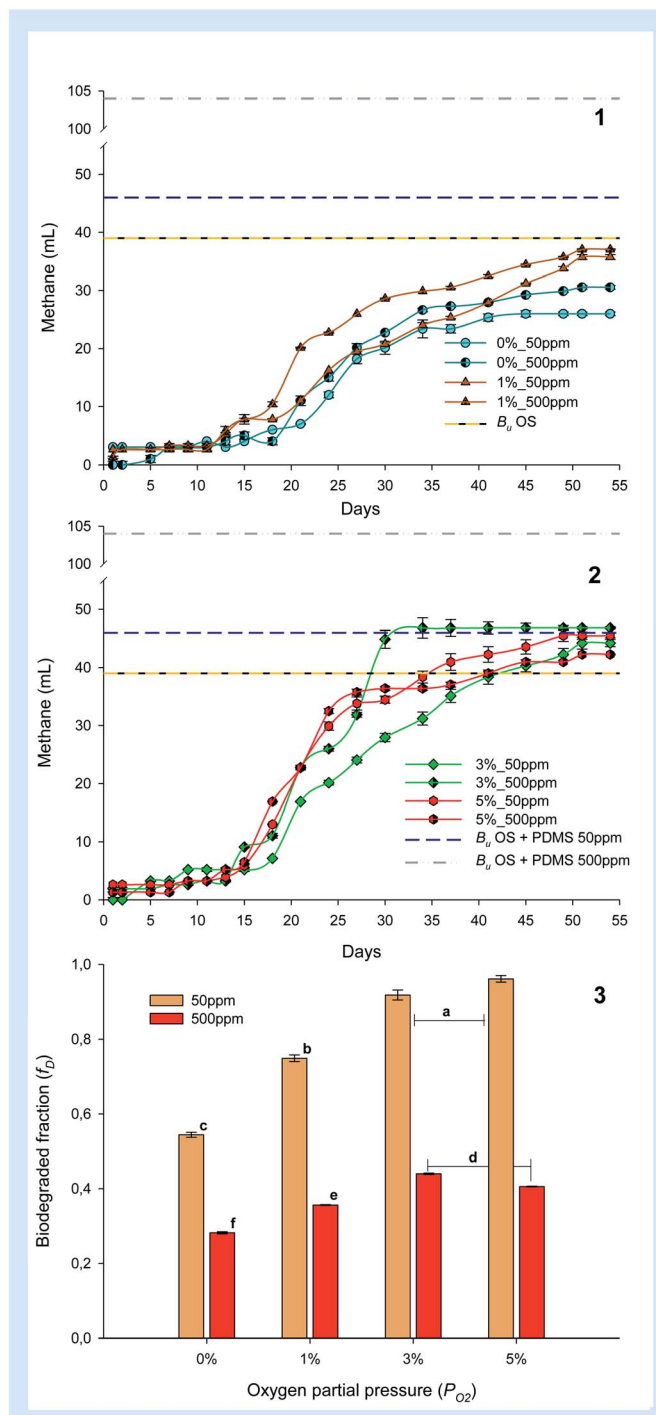 105
1
100
50
40
30
20
10
0
Methane (mL)
0%_50ppm
0%_500ppm
1%_50ppm
1%_500ppm
Bu OS
0 5 10 15 20 25 30 35 40 45 50 55
Days
105
2
100
50
40
30
20
10
0
Methane (mL)
3%_50ppm
3%_500ppm
5%_50ppm
5%_500ppm
Bu OS + PDMS 50ppm
Bu OS + PDMS 500ppm
0 5 10 15 20 25 30 35 40 45 50 55
Days
1,0
0,8
0,6
0,4
0,2
0,0
Biodegraded fraction (fD)
50ppm
500ppm
3
a
b
c
d
e
f
0% 1% 3% 5%
Oxygen partial pressure (PO2)